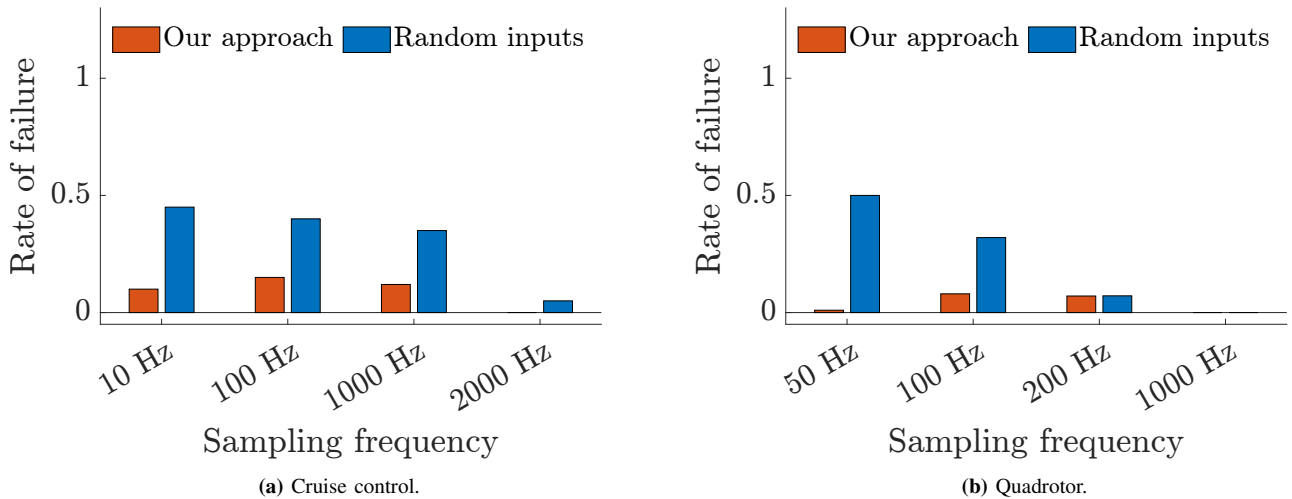 Our approach Random inputs
Rate of failure
1
0.5
0
10 Hz
100 Hz
1000 Hz
2000 Hz
Sampling frequency
(a) Cruise control.
Our approach Random inputs
Rate of failure
1
0.5
0
50 Hz
100 Hz
200 Hz
1000 Hz
Sampling frequency
(b) Quadrotor.